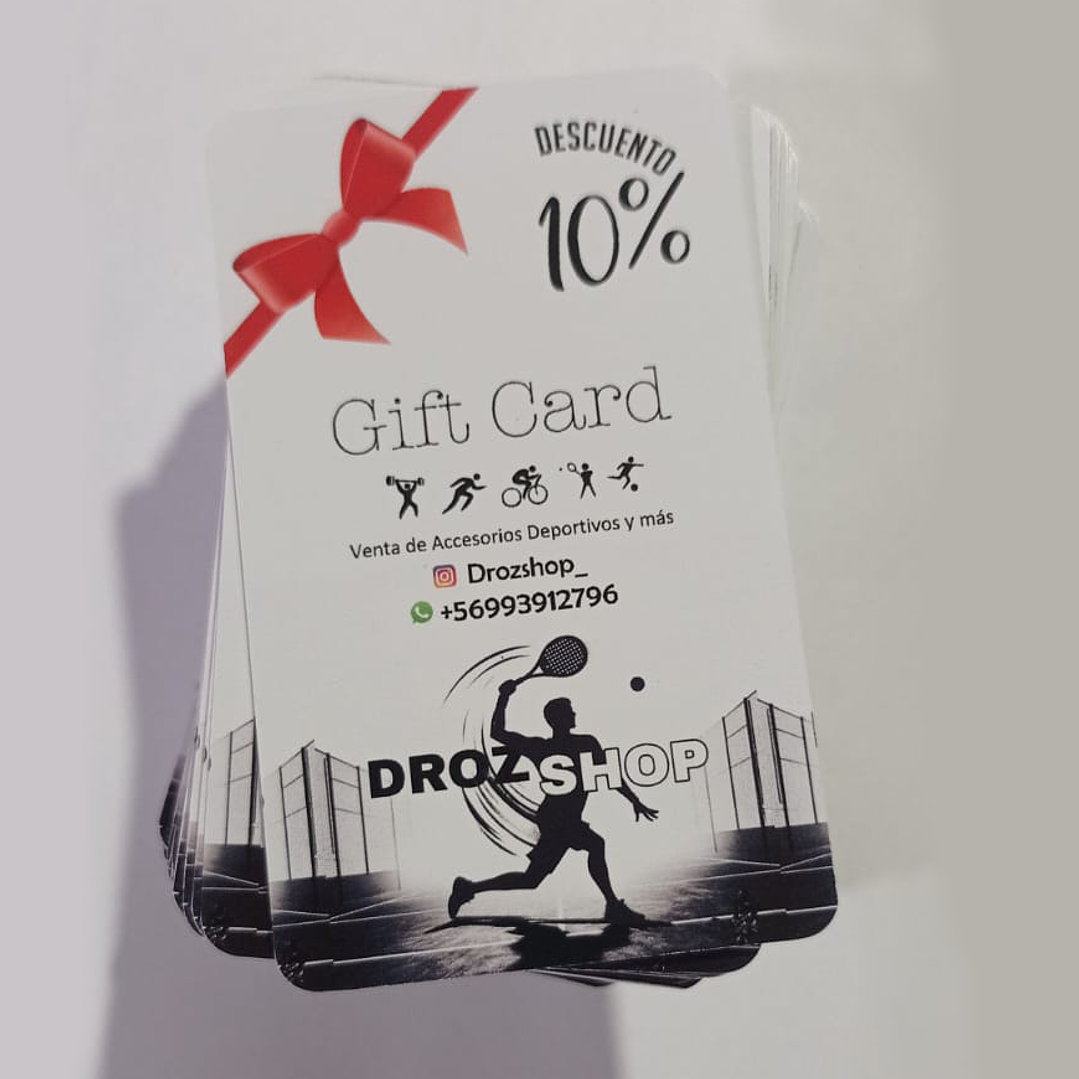 DESCUENTO
10%
Gift Card
Venta de Accesorios Deportivos y más
Drozshop_
+56993912796
DROZSHOP